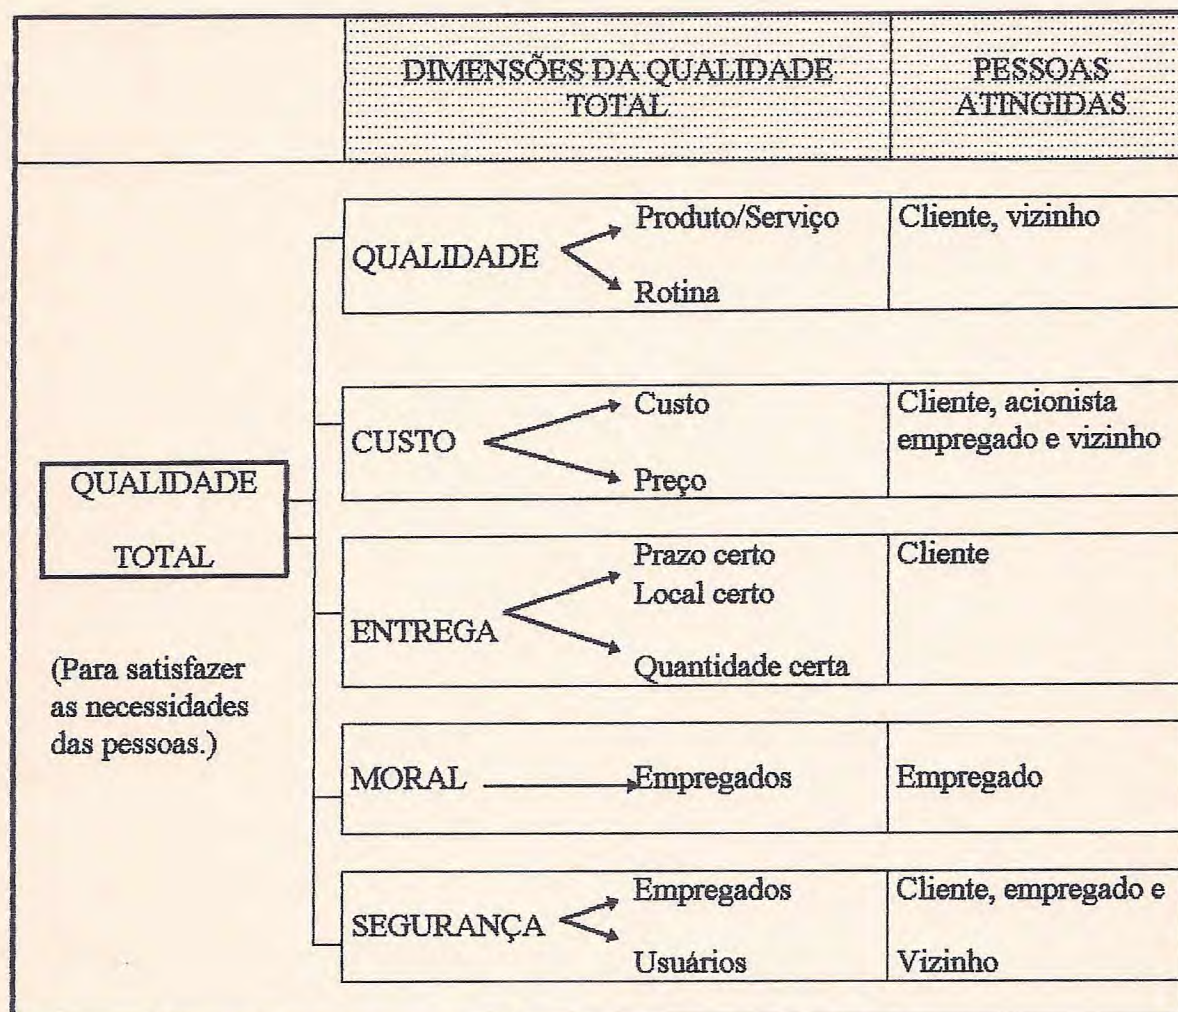 DIMENSÕES DA QUALIDADE
TOTAL
PESSOAS
ATINGIDAS
QUALIDADE
TOTAL
(Para satisfazer
as necessidades
das pessoas.)
QUALIDADE
Produto/Serviço
Rotina
Cliente, vizinho
CUSTO
Custo
Preço
Cliente, acionista
empregado e vizinho
ENTREGA
Prazo certo
Local certo
Quantidade certa
Cliente
MORAL
Empregados
Empregado
SEGURANÇA
Empregados
Usuários
Cliente, empregado e
Vizinho